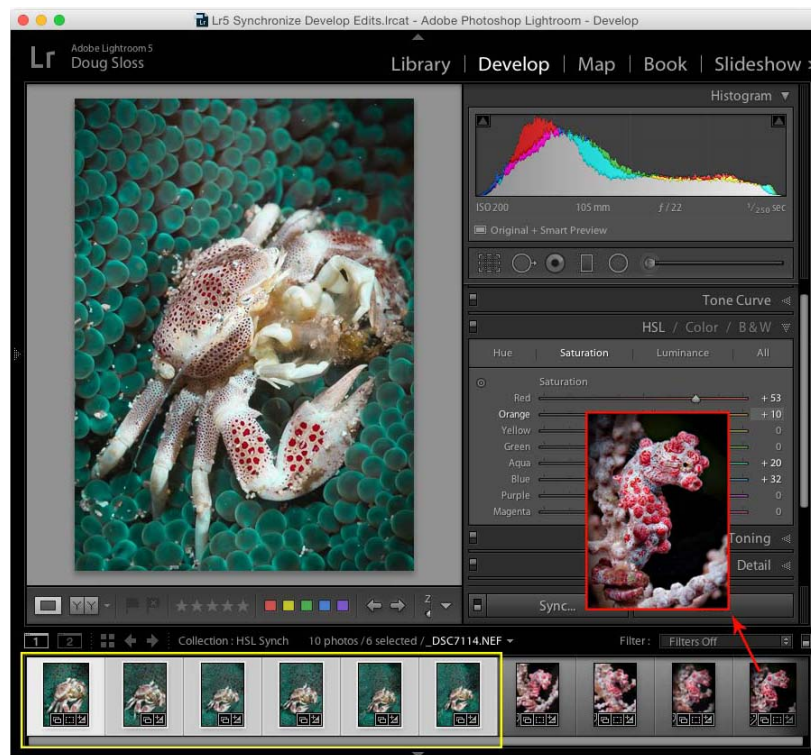 Lr5 Synchronize Develop Edits.lrcat - Adobe Photoshop Lightroom - Develop
Lr
Adobe Lightroom 5
Doug Sloss
Library | Develop | Map | Book | Slideshow
Histogram
ISO 200 105 mm ƒ / 22 1/250 sec
Original + Smart Preview
Tone Curve
HSL / Color / B & W
Hue Saturation Luminance All
Saturation
Red + 53
Orange + 10
Yellow 0
Green 0
Aqua + 20
Blue + 32
Purple 0
Magenta 0
Toning
Detail
Y Y
Z
Sync...
1 2 Collection : HSL Synch 10 photos / 6 selected / _DSC7114.NEF Filter : Filters Off